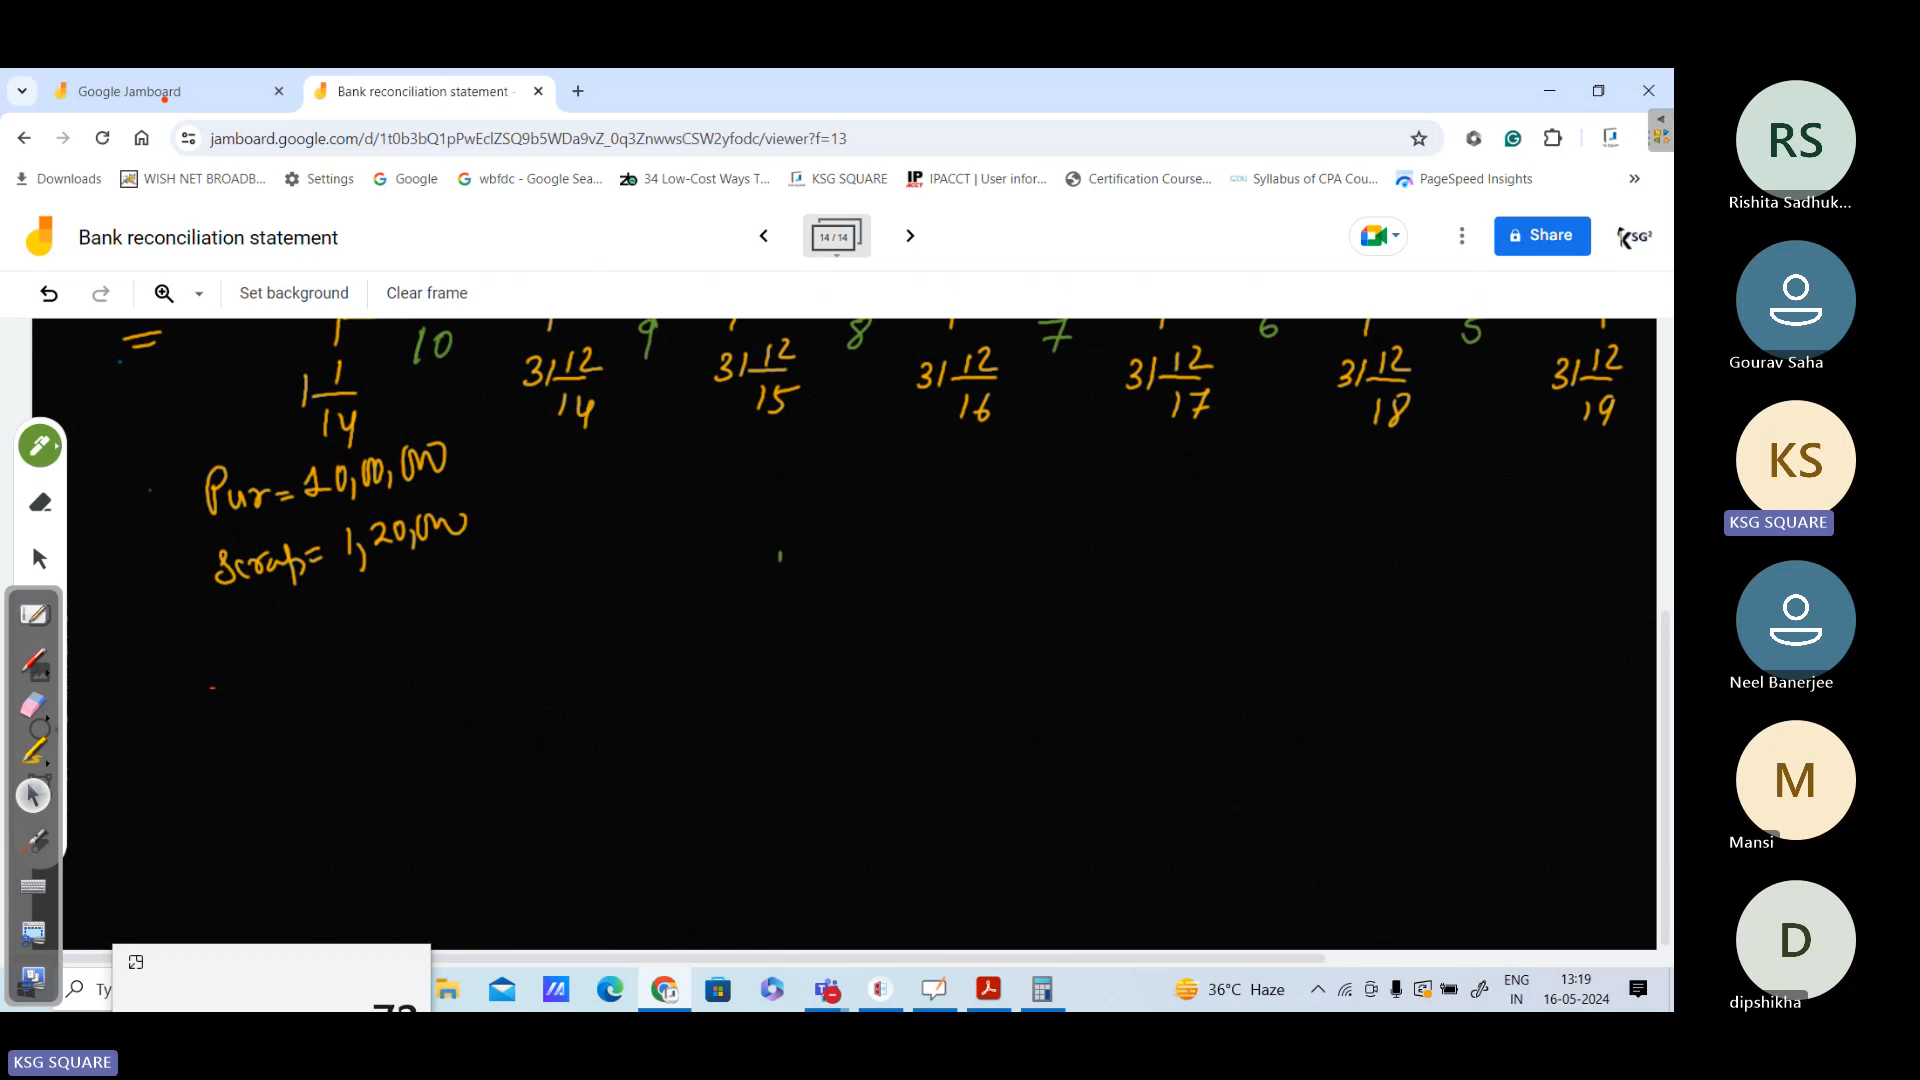 Google Jamboard
Bank reconciliation statement -
jamboard.google.com/d/1t0b3bQ1pPwEclZSQ9b5WDa9vZ_0q3ZnwwsCSW2yfodc/viewer?f=13
Downloads WISH NET BROADB... Settings Google wbfdc - Google Sea... 34 Low-Cost Ways T... KSG SQUARE IPACCT | User infor... Certification Course... Syllabus of CPA Cou... PageSpeed Insights
Bank reconciliation statement
14 / 14
Share
KSG²
Set background Clear frame
= 10 9 8 7 6 5
1 1/14 31 12/14 31 12/15 31 12/16 31 12/17 31 12/18 31 12/19
Pur = 10,00,000
Scrap = 1,20,000
Ty
36°C Haze
ENG
IN
13:19
16-05-2024
KSG SQUARE
RS
Rishita Sadhuk...
Gourav Saha
KS
KSG SQUARE
Neel Banerjee
M
Mansi
D
dipshikha